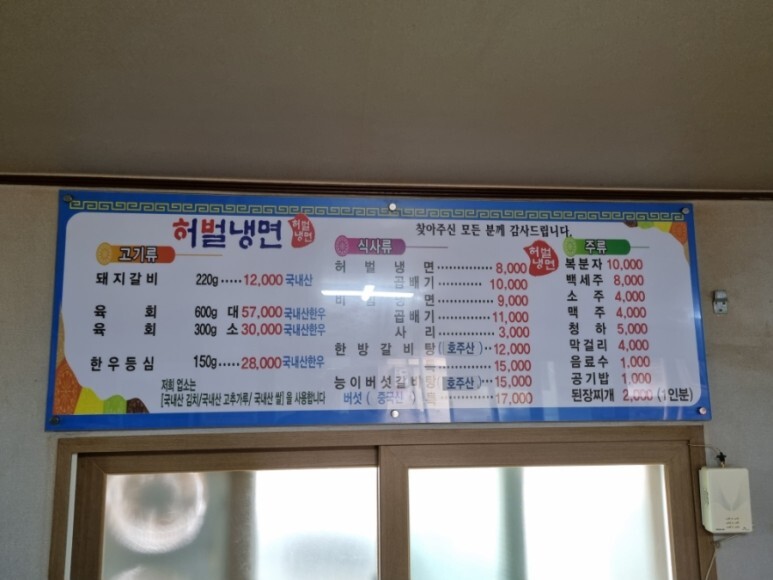 허벌냉면 허벌냉면
찾아주신 모든 분께 감사드립니다.
고기류
돼지갈비 220g ..... 12,000 국내산
육 회 600g 대 57,000 국내산한우
육 회 300g 소 30,000 국내산한우
한우등심 150g ..... 28,000 국내산한우
저희 업소는
[국내산 김치/국내산 고추가루/ 국내산 쌀]을 사용합니다
식사류
허벌냉면
허 벌 냉 면 ............... 8,000
곱 배 기 ............ 10,000
비 빔 냉 면 ............... 9,000
곱 배 기 ............ 11,000
사 리 ............... 3,000
한 방 갈 비 탕 ( 호주산 ) ... 12,000
특 ............... 15,000
능이버섯갈비탕 ( 호주산 ) ... 15,000
버섯 ( 중국산 ) 특 ............ 17,000
주류
복분자 10,000
백세주 8,000
소 주 4,000
맥 주 4,000
청 하 5,000
막걸리 4,000
음료수 1,000
공기밥 1,000
된장찌개 2,000 (1인분)